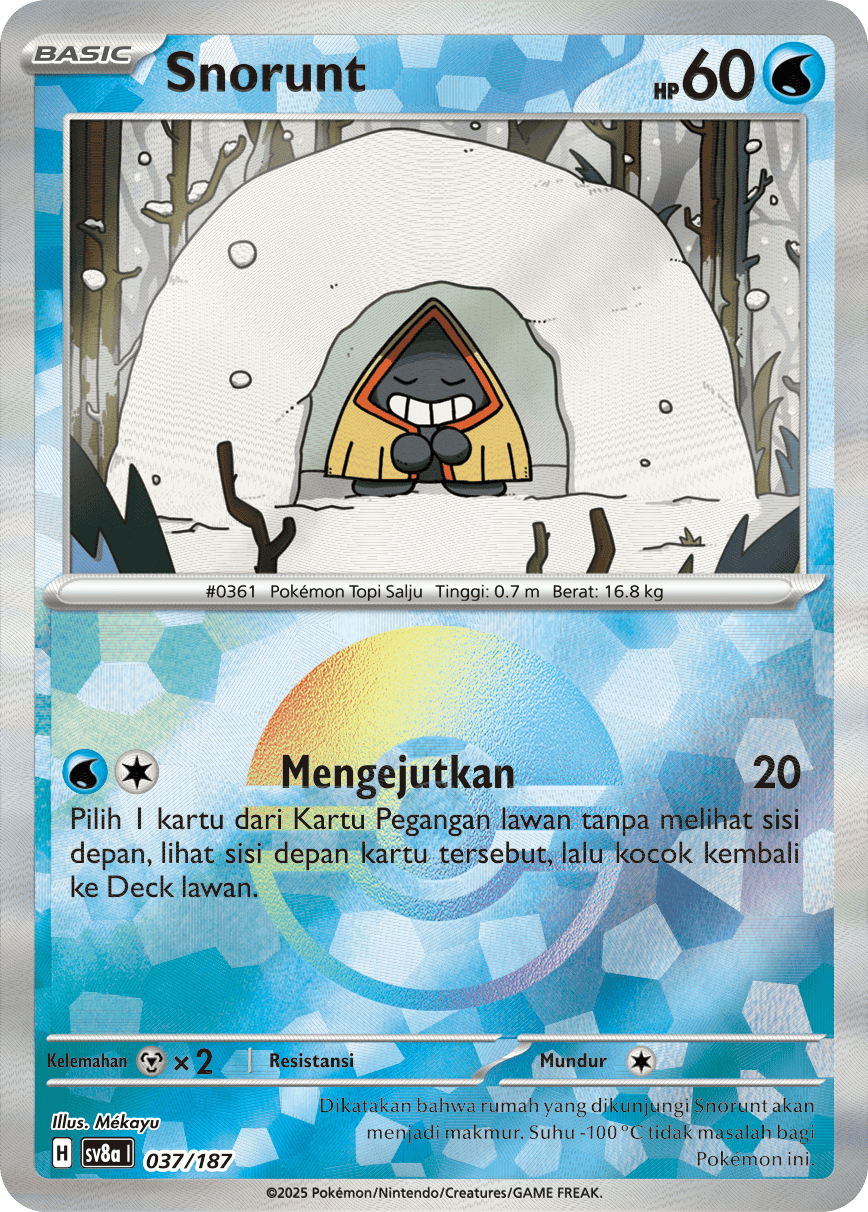 BASIC
Snorunt
HP 60
#0361 Pokémon Topi Salju Tinggi: 0.7 m Berat: 16.8 kg
Mengejutkan 20
Pilih 1 kartu dari Kartu Pegangan lawan tanpa melihat sisi
depan, lihat sisi depan kartu tersebut, lalu kocok kembali
ke Deck lawan.
Kelemahan × 2 Resistansi Mundur
Dikatakan bahwa rumah yang dikunjungi Snorunt akan
menjadi makmur. Suhu -100 °C tidak masalah bagi
Pokémon ini.
Illus. Mékayu
H sv8a I 037/187
©2025 Pokémon/Nintendo/Creatures/GAME FREAK.